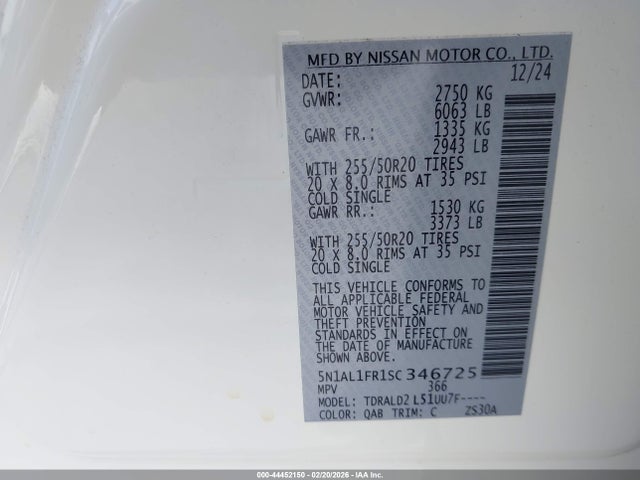 MFD BY NISSAN MOTOR CO., LTD.
DATE: 12/24
GVWR: 2750 KG
6063 LB
GAWR FR.: 1335 KG
2943 LB
WITH 255/50R20 TIRES
20 X 8.0 RIMS AT 35 PSI
COLD SINGLE
GAWR RR.: 1530 KG
3373 LB
WITH 255/50R20 TIRES
20 X 8.0 RIMS AT 35 PSI
COLD SINGLE
THIS VEHICLE CONFORMS TO
ALL APPLICABLE FEDERAL
MOTOR VEHICLE SAFETY AND
THEFT PREVENTION
STANDARDS IN EFFECT ON
THE DATE OF MANUFACTURE
SHOWN ABOVE.
5N1AL1FR1SC346725
MPV 366
MODEL: TDRALD2 L51UU7F----
COLOR: QAB TRIM: C ZS30A
000-44452150 - 02/20/2026 - IAA Inc.